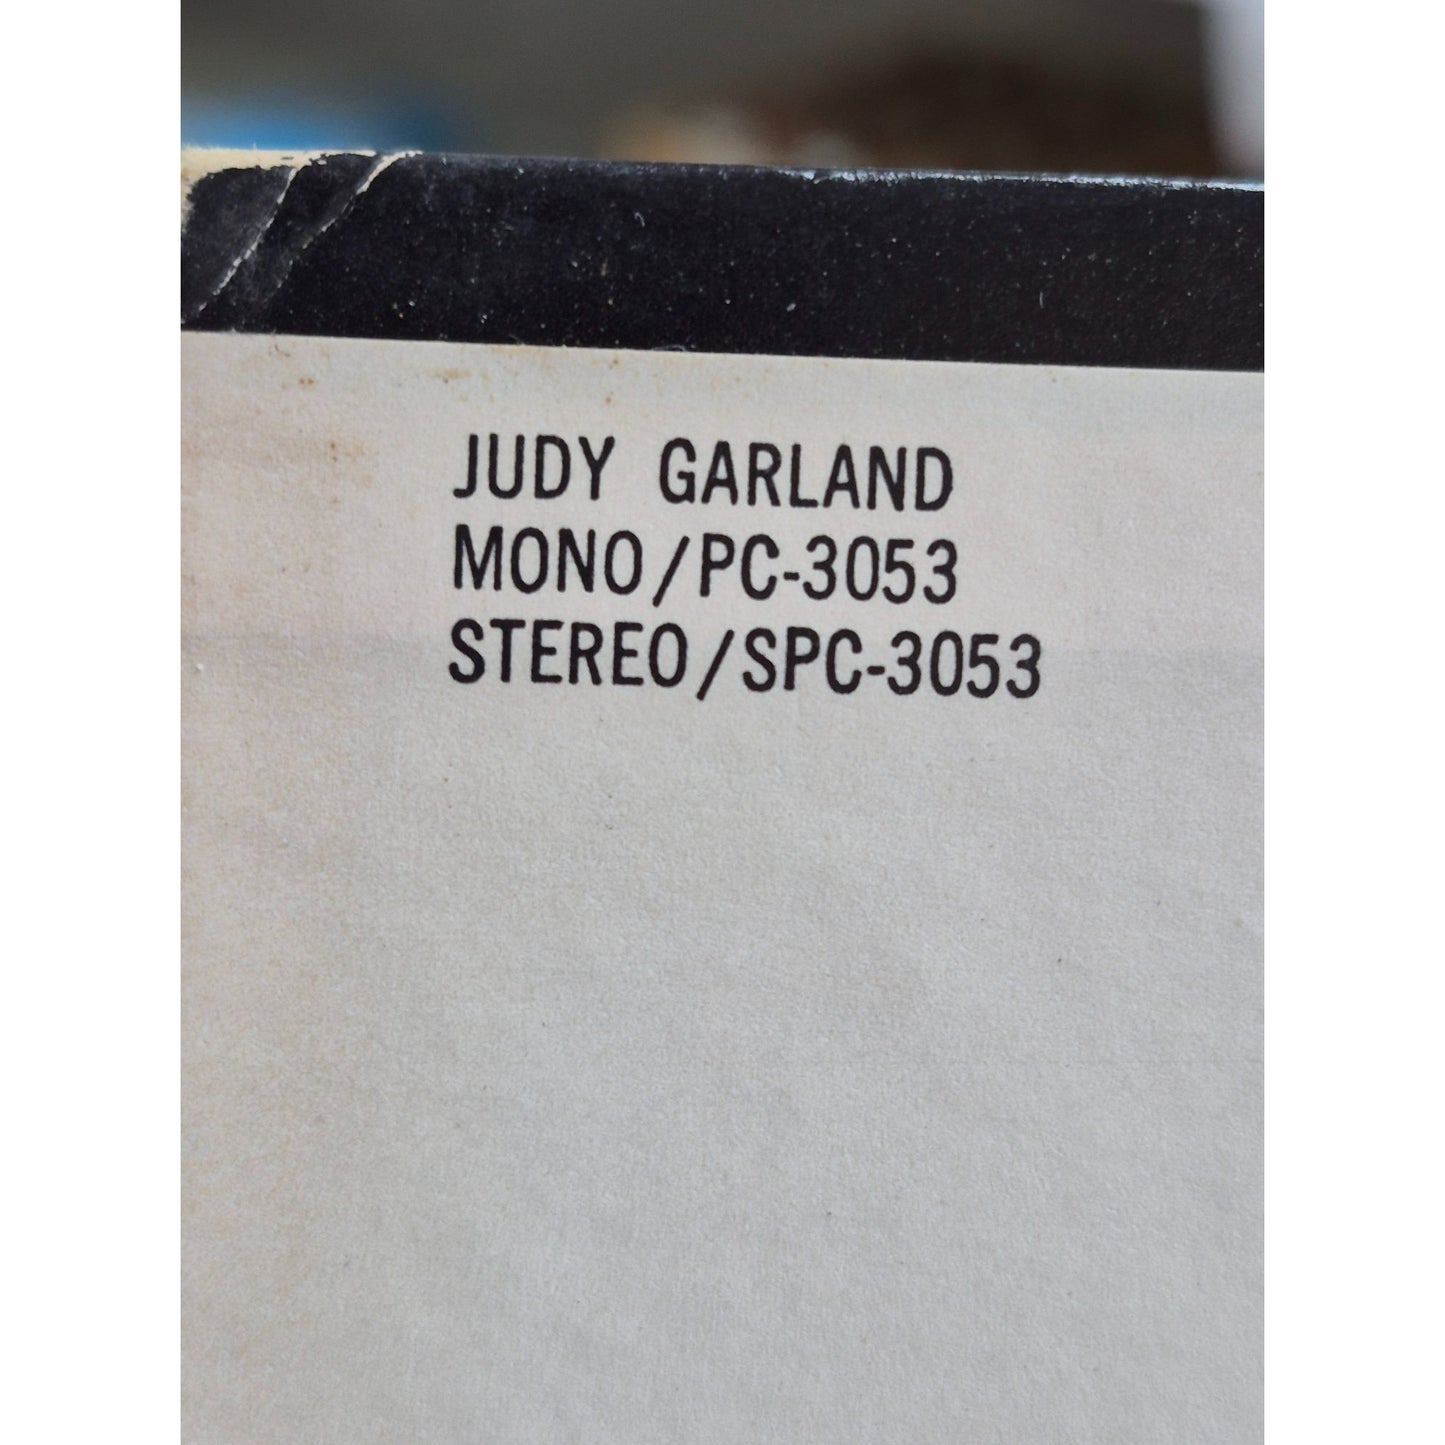 JUDY GARLAND
MONO/PC-3053
STEREO/SPC-3053